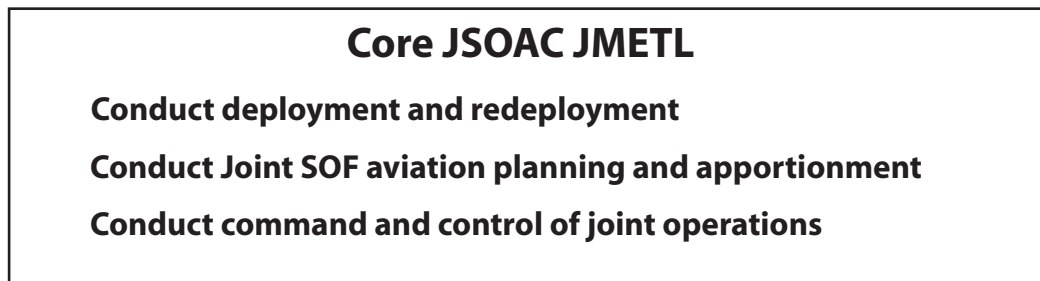 Core JSOAC JMETL
Conduct deployment and redeployment
Conduct Joint SOF aviation planning and apportionment
Conduct command and control of joint operations